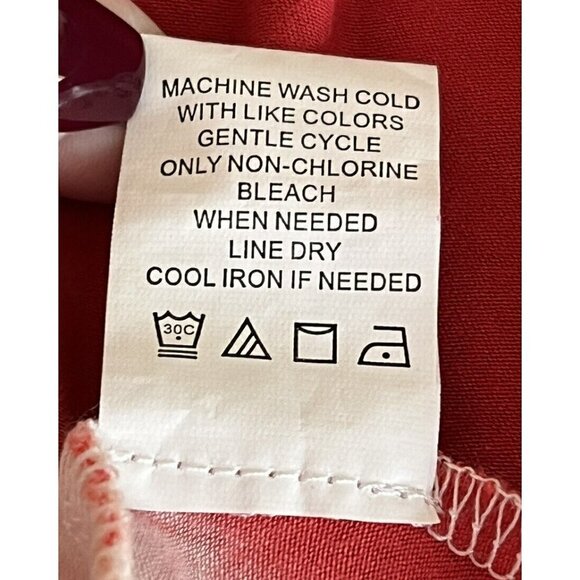 MACHINE WASH COLD
WITH LIKE COLORS
GENTLE CYCLE
ONLY NON-CHLORINE
BLEACH
WHEN NEEDED
LINE DRY
COOL IRON IF NEEDED
30C